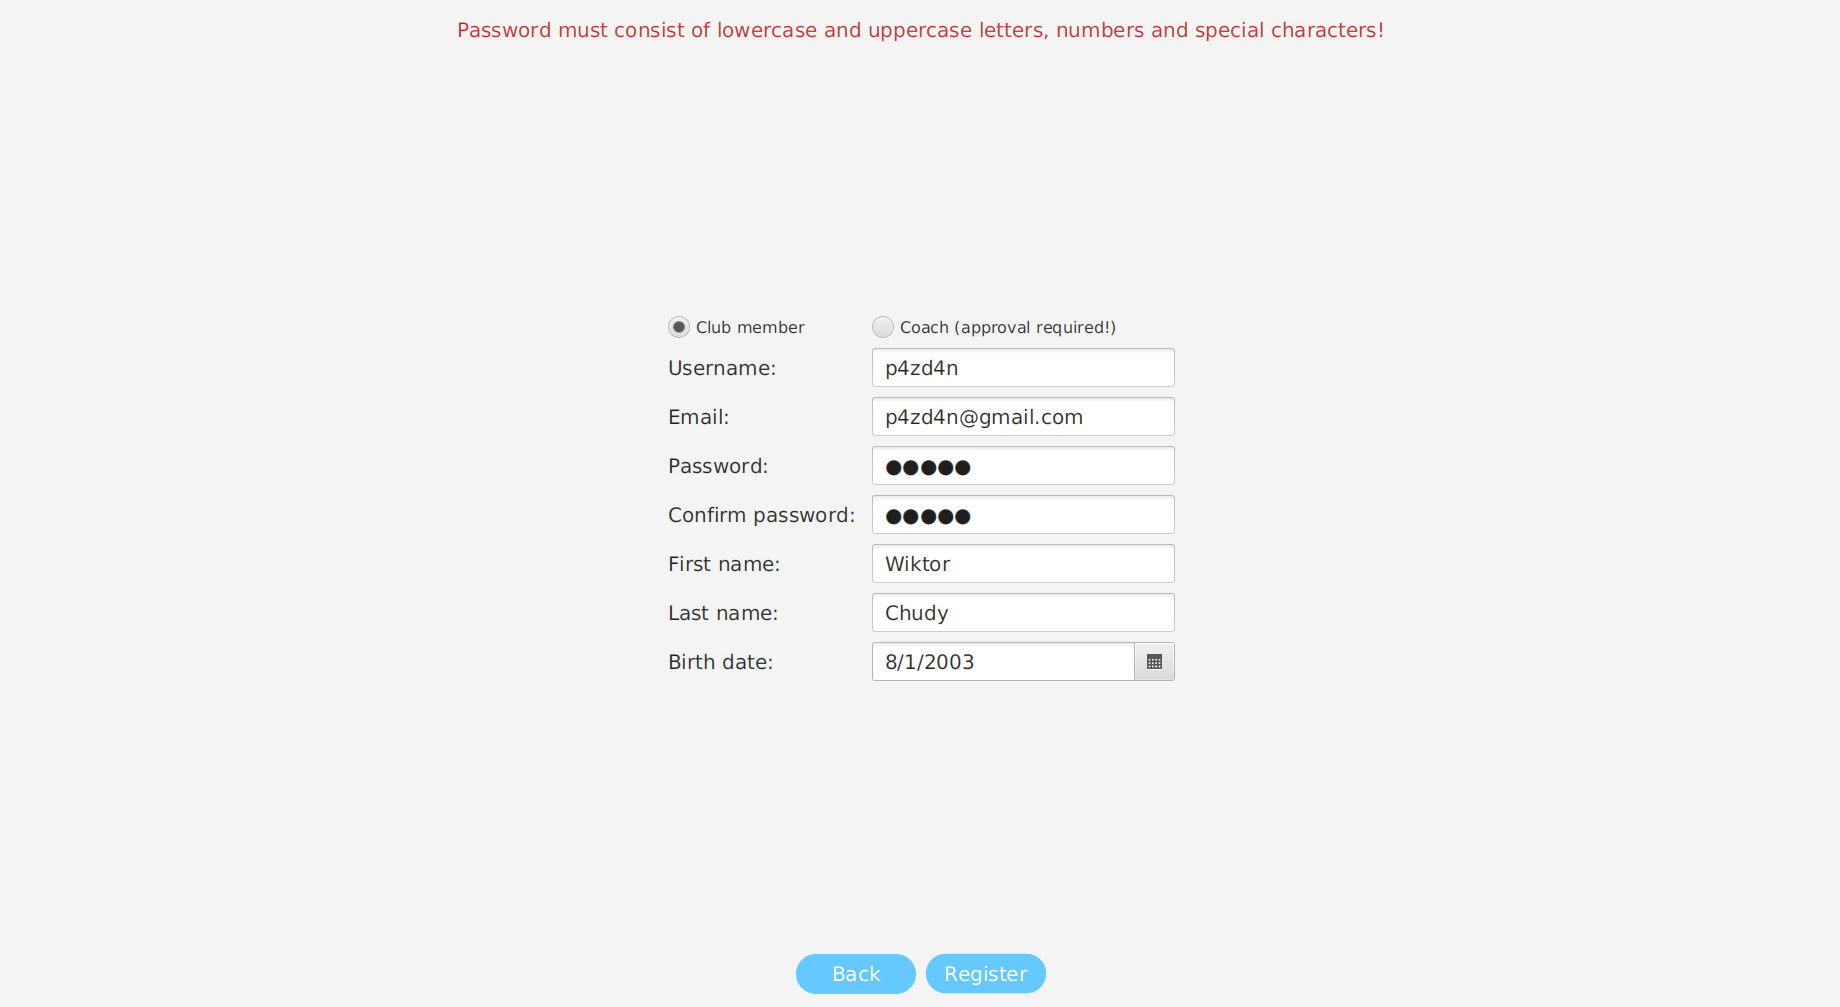 Password must consist of lowercase and uppercase letters, numbers and special characters!
Club member Coach (approval required!)
Username: p4zd4n
Email: p4zd4n@gmail.com
Password: ●●●●●
Confirm password: ●●●●●
First name: Wiktor
Last name: Chudy
Birth date: 8/1/2003
Back Register